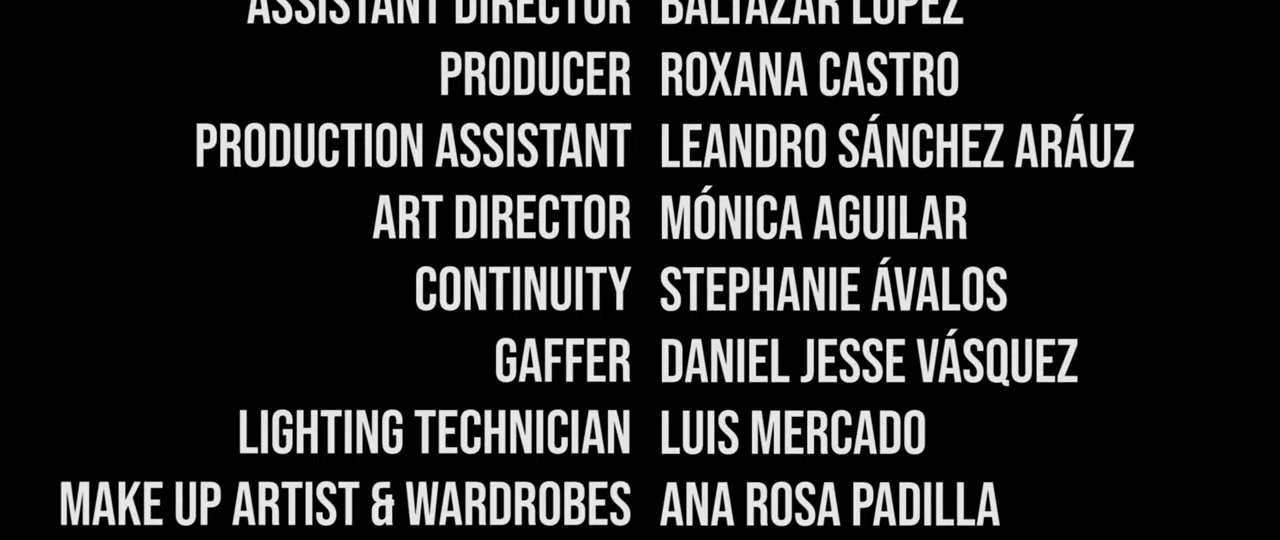 ASSISTANT DIRECTOR BALTAZAR LÓPEZ
PRODUCER ROXANA CASTRO
PRODUCTION ASSISTANT LEANDRO SÁNCHEZ ARÁUZ
ART DIRECTOR MÓNICA AGUILAR
CONTINUITY STEPHANIE ÁVALOS
GAFFER DANIEL JESSE VÁSQUEZ
LIGHTING TECHNICIAN LUIS MERCADO
MAKE UP ARTIST & WARDROBES ANA ROSA PADILLA